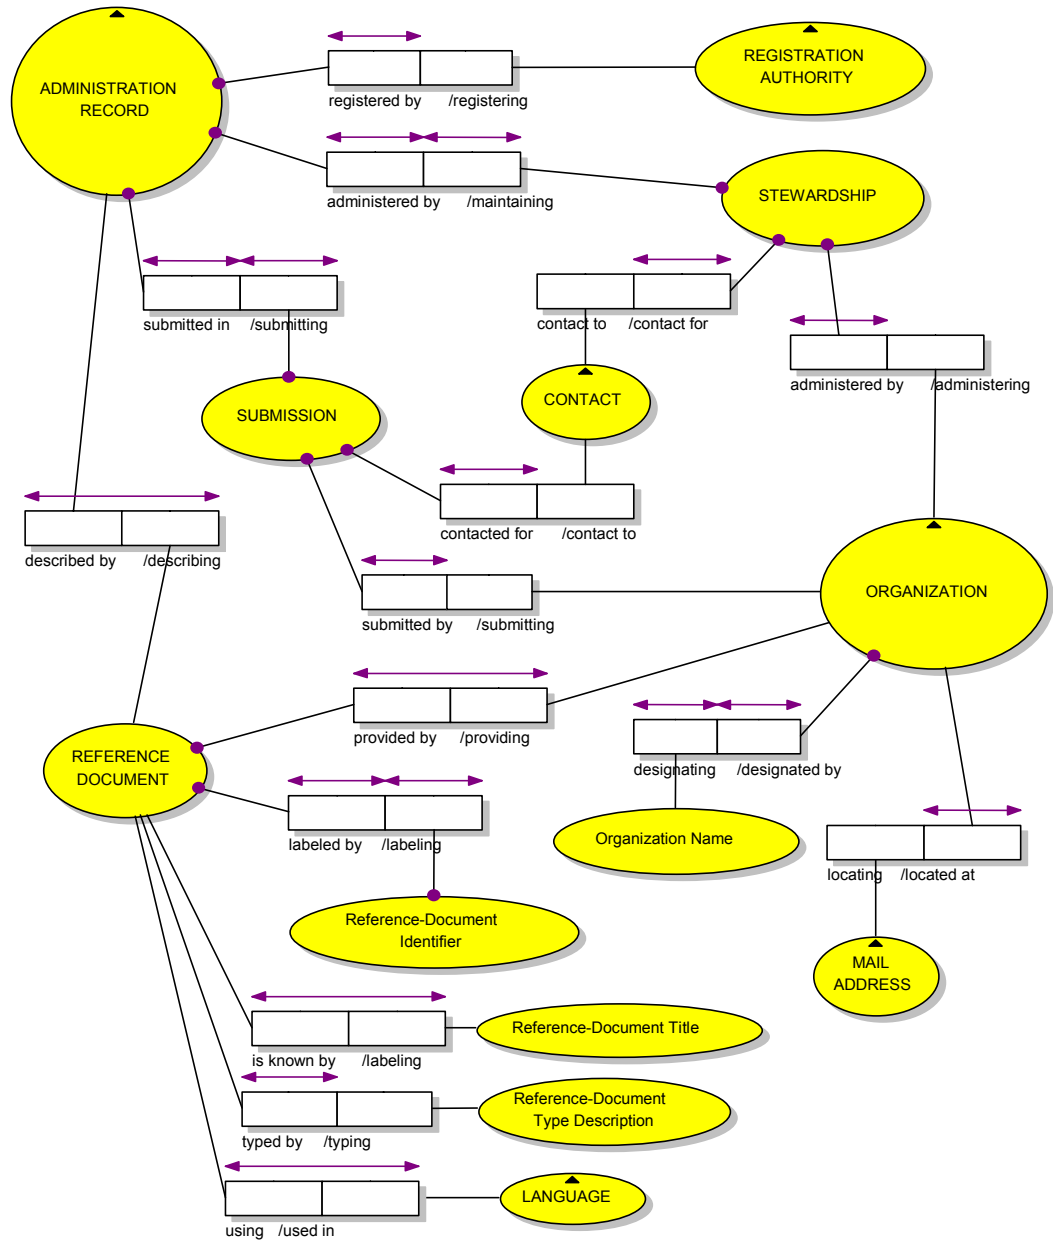 ADMINISTRATION
RECORD
REGISTRATION
AUTHORITY
registered by /registering
administered by /maintaining
STEWARDSHIP
submitted in /submitting
contact to /contact for
administered by /administering
CONTACT
SUBMISSION
contacted for /contact to
described by /describing
ORGANIZATION
submitted by /submitting
provided by /providing
designating /designated by
REFERENCE
DOCUMENT
labeled by /labeling
Organization Name
locating /located at
Reference-Document
Identifier
MAIL
ADDRESS
Reference-Document Title
is known by /labeling
Reference-Document
Type Description
typed by /typing
LANGUAGE
using /used in